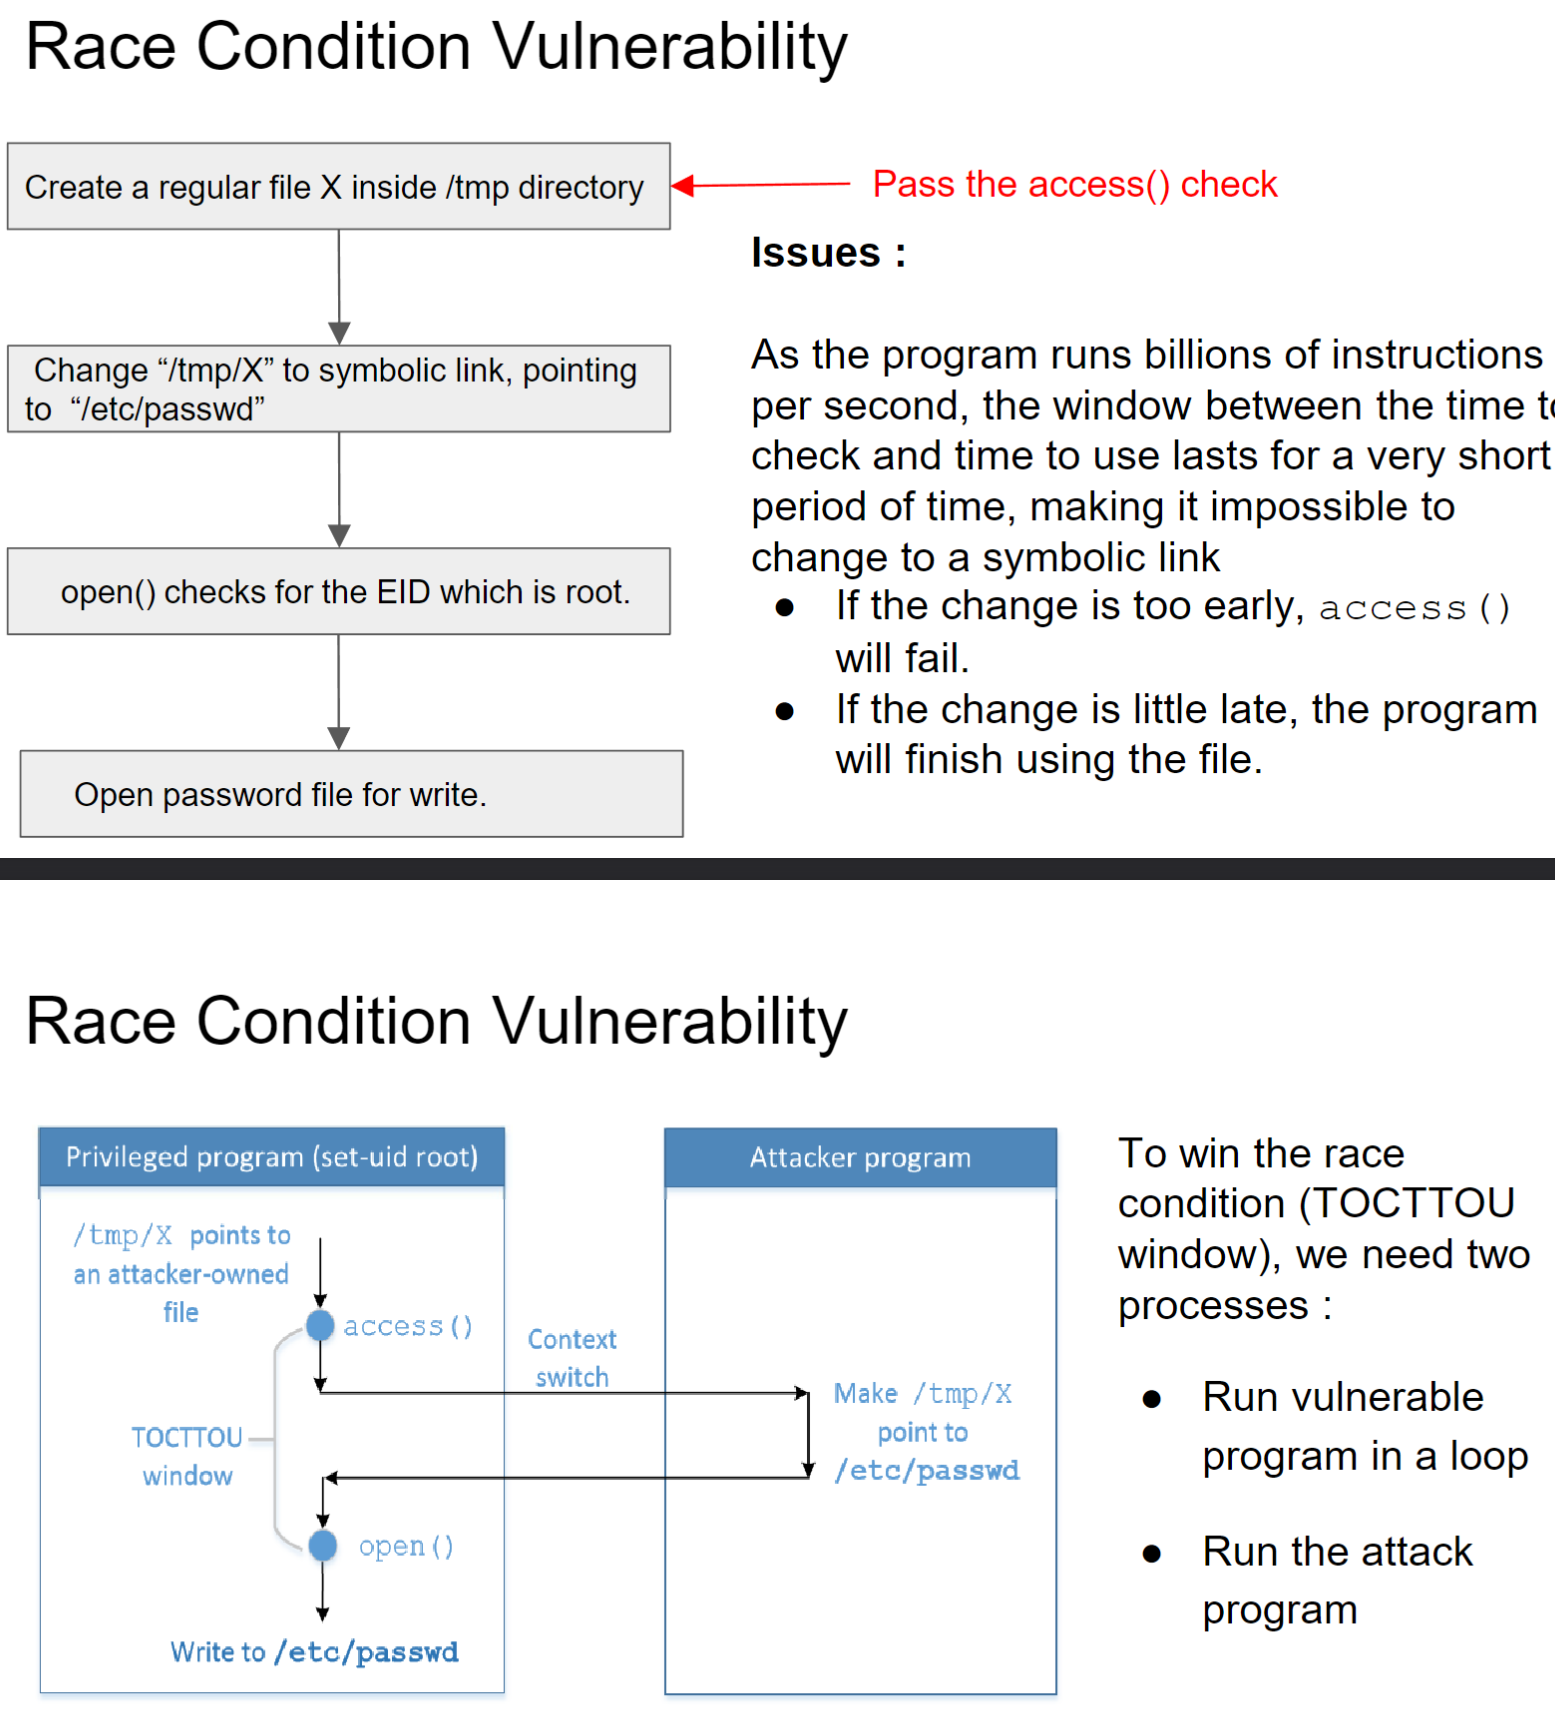 Race Condition Vulnerability
Create a regular file X inside /tmp directory
Pass the access() check
Change “/tmp/X” to symbolic link, pointing
to “/etc/passwd”
open() checks for the EID which is root.
Open password file for write.
Issues :
As the program runs billions of instructions
per second, the window between the time to
check and time to use lasts for a very short
period of time, making it impossible to
change to a symbolic link
● If the change is too early, access()
will fail.
● If the change is little late, the program
will finish using the file.
Race Condition Vulnerability
Privileged program (set-uid root)
/tmp/X points to
an attacker-owned
file
access()
TOCTTOU
window
open()
Write to /etc/passwd
Context
switch
Attacker program
Make /tmp/X
point to
/etc/passwd
To win the race
condition (TOCTTOU
window), we need two
processes :
● Run vulnerable
program in a loop
● Run the attack
program